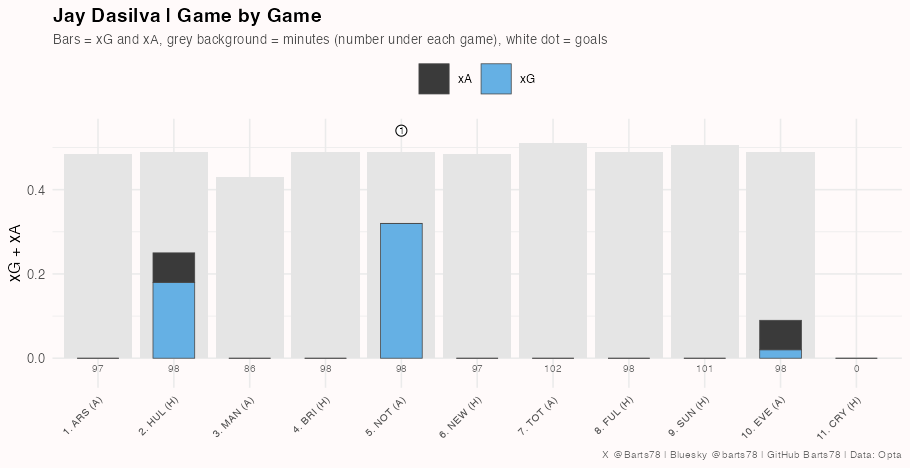 Jay Dasilva | Game by Game
Bars = xG and xA, grey background = minutes (number under each game), white dot = goals
xA xG
1
xG + xA
0.4
0.2
0.0
97 98 86 98 98 97 102 98 101 98 0
1. ARS (A) 2. HUL (H) 3. MAN (A) 4. BRI (H) 5. NOT (A) 6. NEW (H) 7. TOT (A) 8. FUL (H) 9. SUN (H) 10. EVE (A) 11. CRY (H)
X @Barts78 | Bluesky @barts78 | GitHub Barts78 | Data: Opta